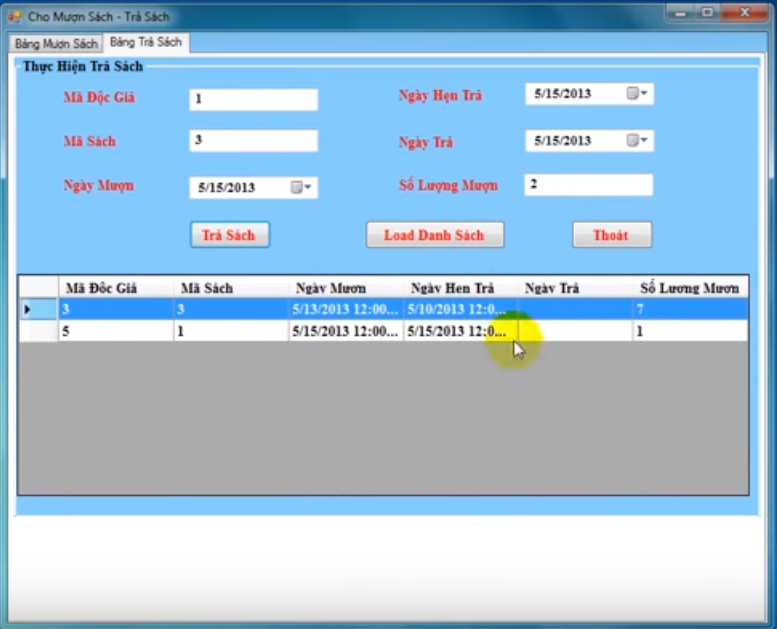 Cho Mượn Sách - Trả Sách
Bảng Mượn Sách Bảng Trả Sách
Thực Hiện Trả Sách
Mã Độc Giả 1 Ngày Hẹn Trả 5/15/2013
Mã Sách 3 Ngày Trả 5/15/2013
Ngày Mượn 5/15/2013 Số Lượng Mượn 2
Trả Sách Load Danh Sách Thoát
Mã Độc Giả Mã Sách Ngày Mượn Ngày Hẹn Trả Ngày Trả Số Lượng Mượn
3 3 5/13/2013 12:00... 5/10/2013 12:0... 7
5 1 5/15/2013 12:00... 5/15/2013 12:0... 1